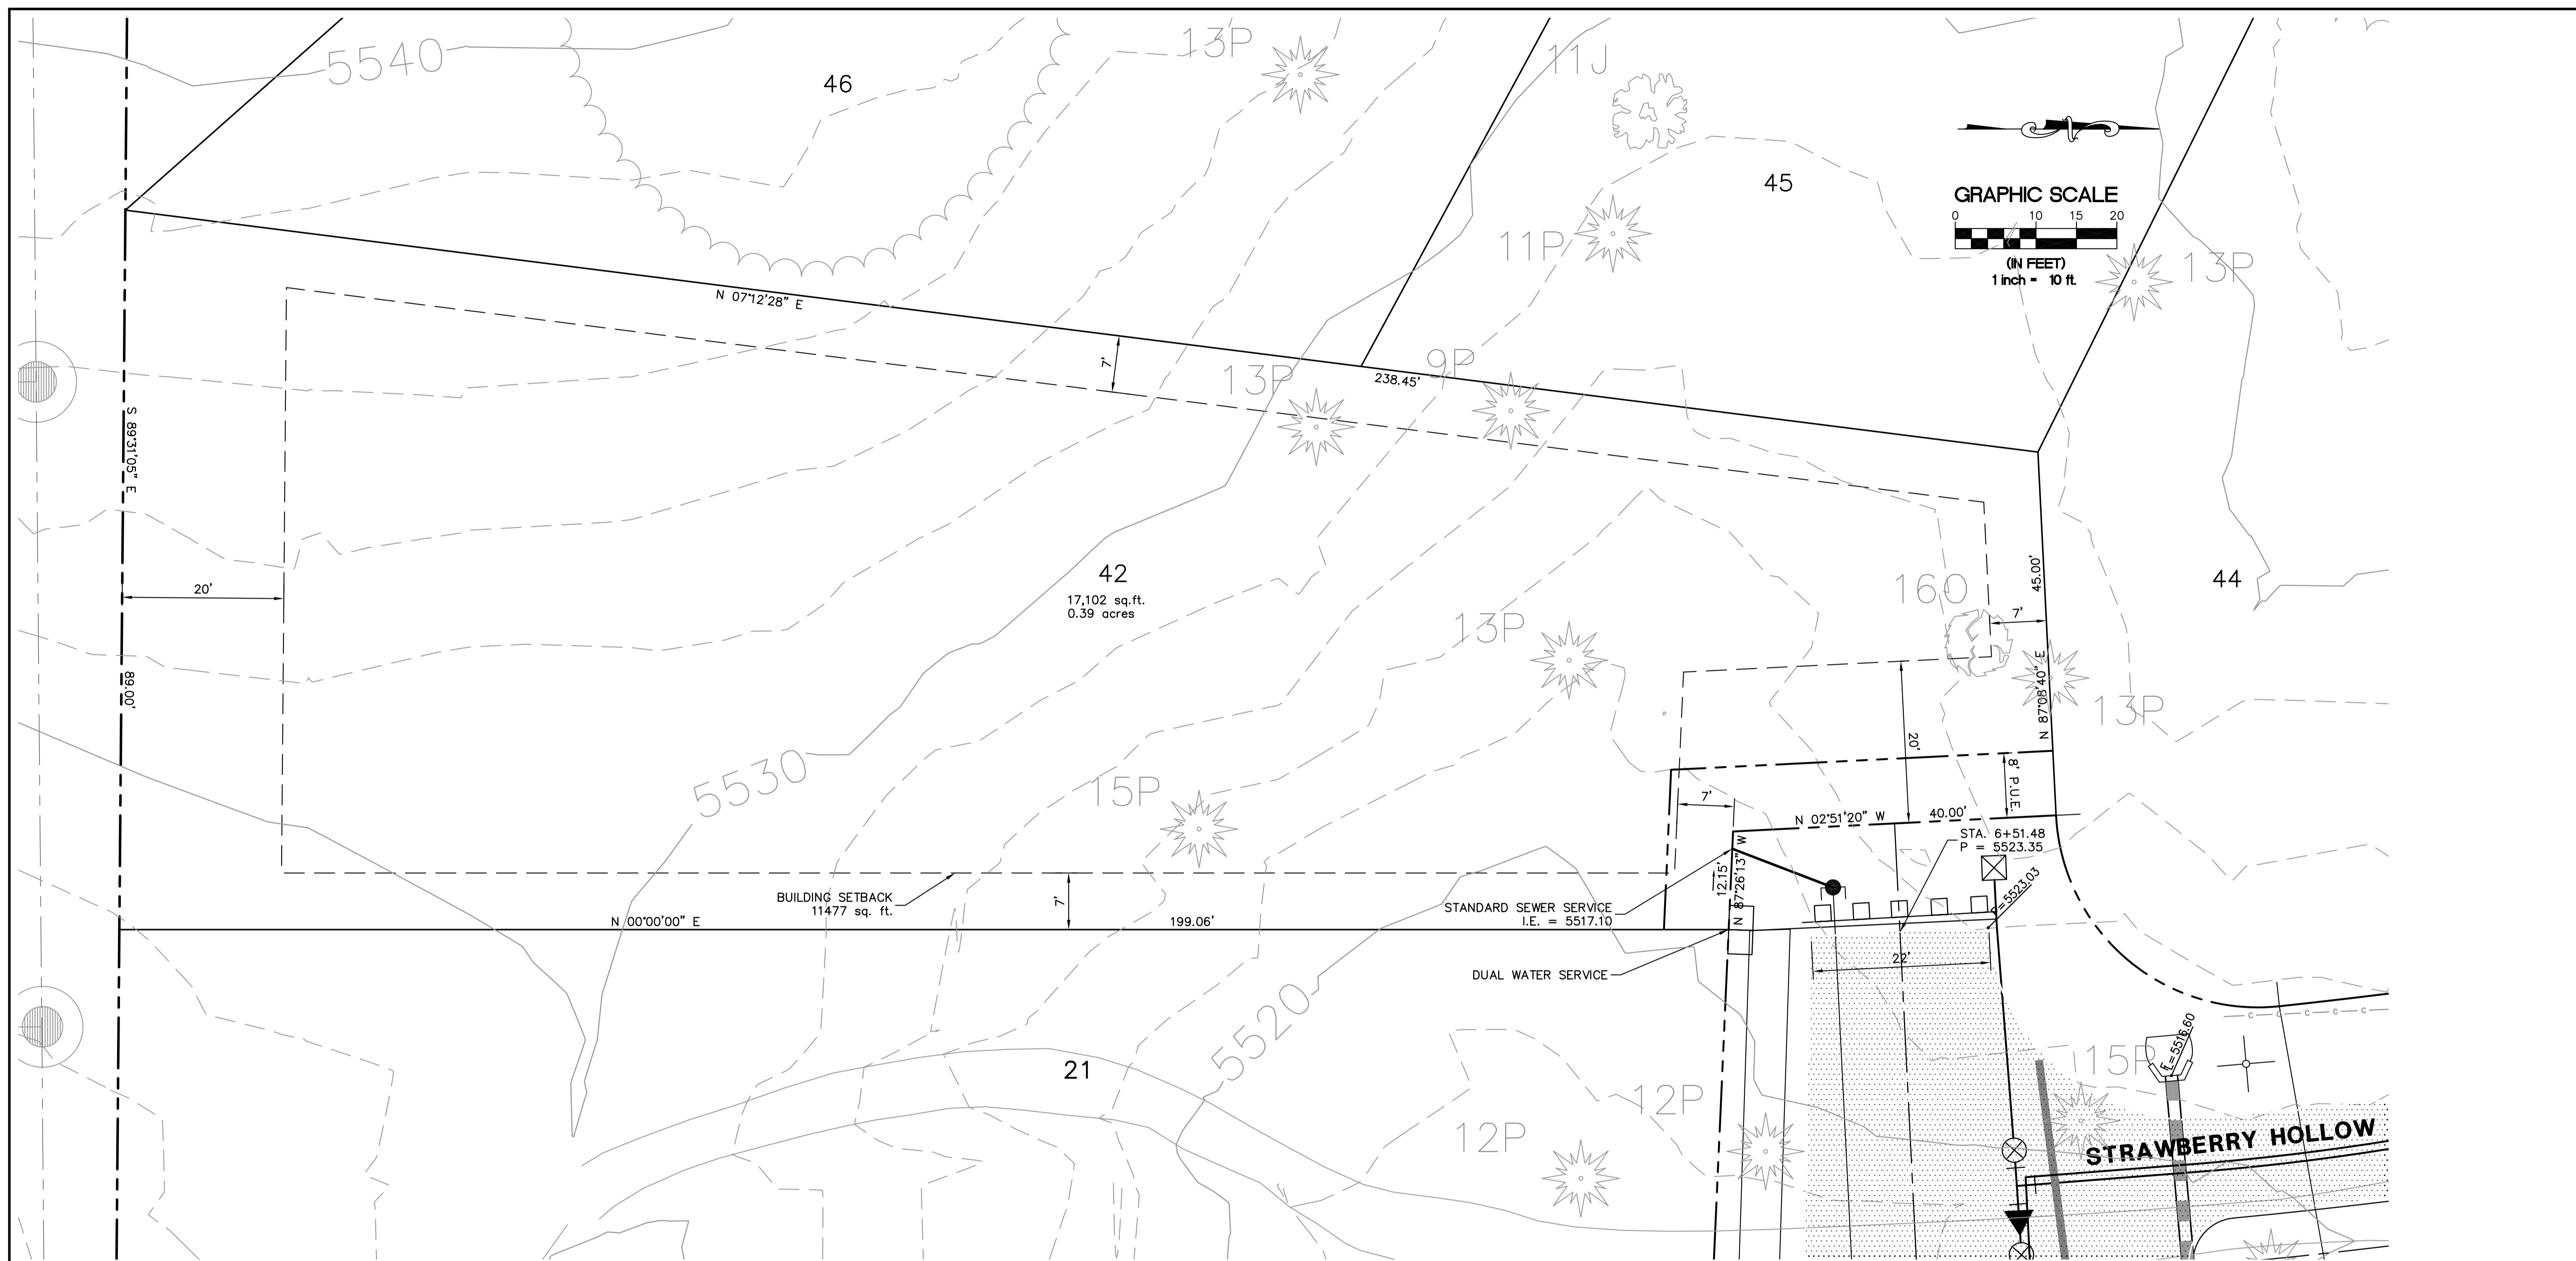 5540
46
13P
11J
45
11P
GRAPHIC SCALE
0 10 15 20
(IN FEET)
1 inch = 10 ft.
13P
N 07°12'28" E
7'
13P
9P
238.45'
S 89°31'05" E
89.00'
20'
42
17,102 sq.ft.
0.39 acres
13P
160
45.00'
7'
N 87°08'40" E
44
13P
5530
15P
20'
8' P.U.E.
7'
N 02°51'20" W
40.00'
STA. 6+51.48
P = 5523.35
12.15'
N 87°26'13" W
P=5523.03
BUILDING SETBACK
11477 sq. ft.
7'
STANDARD SEWER SERVICE
I.E. = 5517.10
N 00°00'00" E
199.06'
DUAL WATER SERVICE
22'
5520
21
12P
12P
15P
FL=5516.60
C C C C C
STRAWBERRY HOLLOW